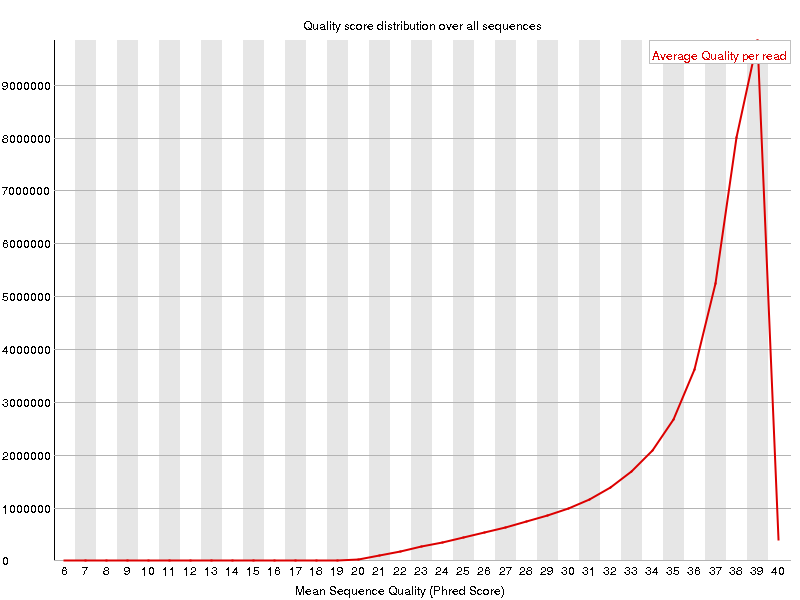 Quality score distribution over all sequences
Average Quality per read
9000000
8000000
7000000
6000000
5000000
4000000
3000000
2000000
1000000
0
6 7 8 9 10 11 12 13 14 15 16 17 18 19 20 21 22 23 24 25 26 27 28 29 30 31 32 33 34 35 36 37 38 39 40
Mean Sequence Quality (Phred Score)